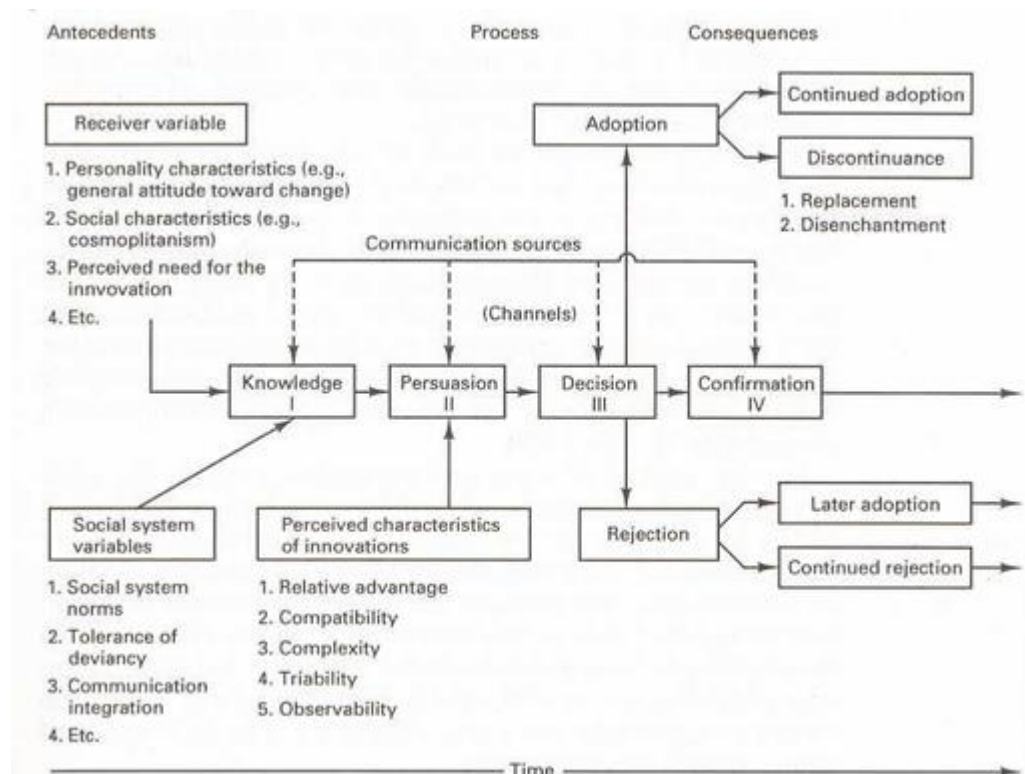 Antecedents
Process
Consequences
Receiver variable
1. Personality characteristics (e.g.,
general attitude toward change)
2. Social characteristics (e.g.,
cosmoplitanism)
3. Perceived need for the
innvovation
4. Etc.
Adoption
Continued adoption
Discontinuance
1. Replacement
2. Disenchantment
Communication sources
(Channels)
Knowledge
I
Persuasion
II
Decision
III
Confirmation
IV
Social system
variables
1. Social system
norms
2. Tolerance of
deviancy
3. Communication
integration
4. Etc.
Perceived characteristics
of innovations
1. Relative advantage
2. Compatibility
3. Complexity
4. Triability
5. Observability
Rejection
Later adoption
Continued rejection
Time